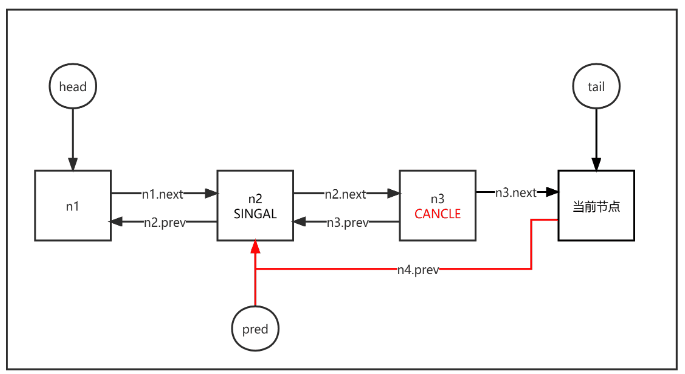 head
tail
n1
n1.next
n2.prev
n2
SINGAL
n2.next
n3.prev
n3
CANCLE
n3.next
当前节点
n4.prev
pred